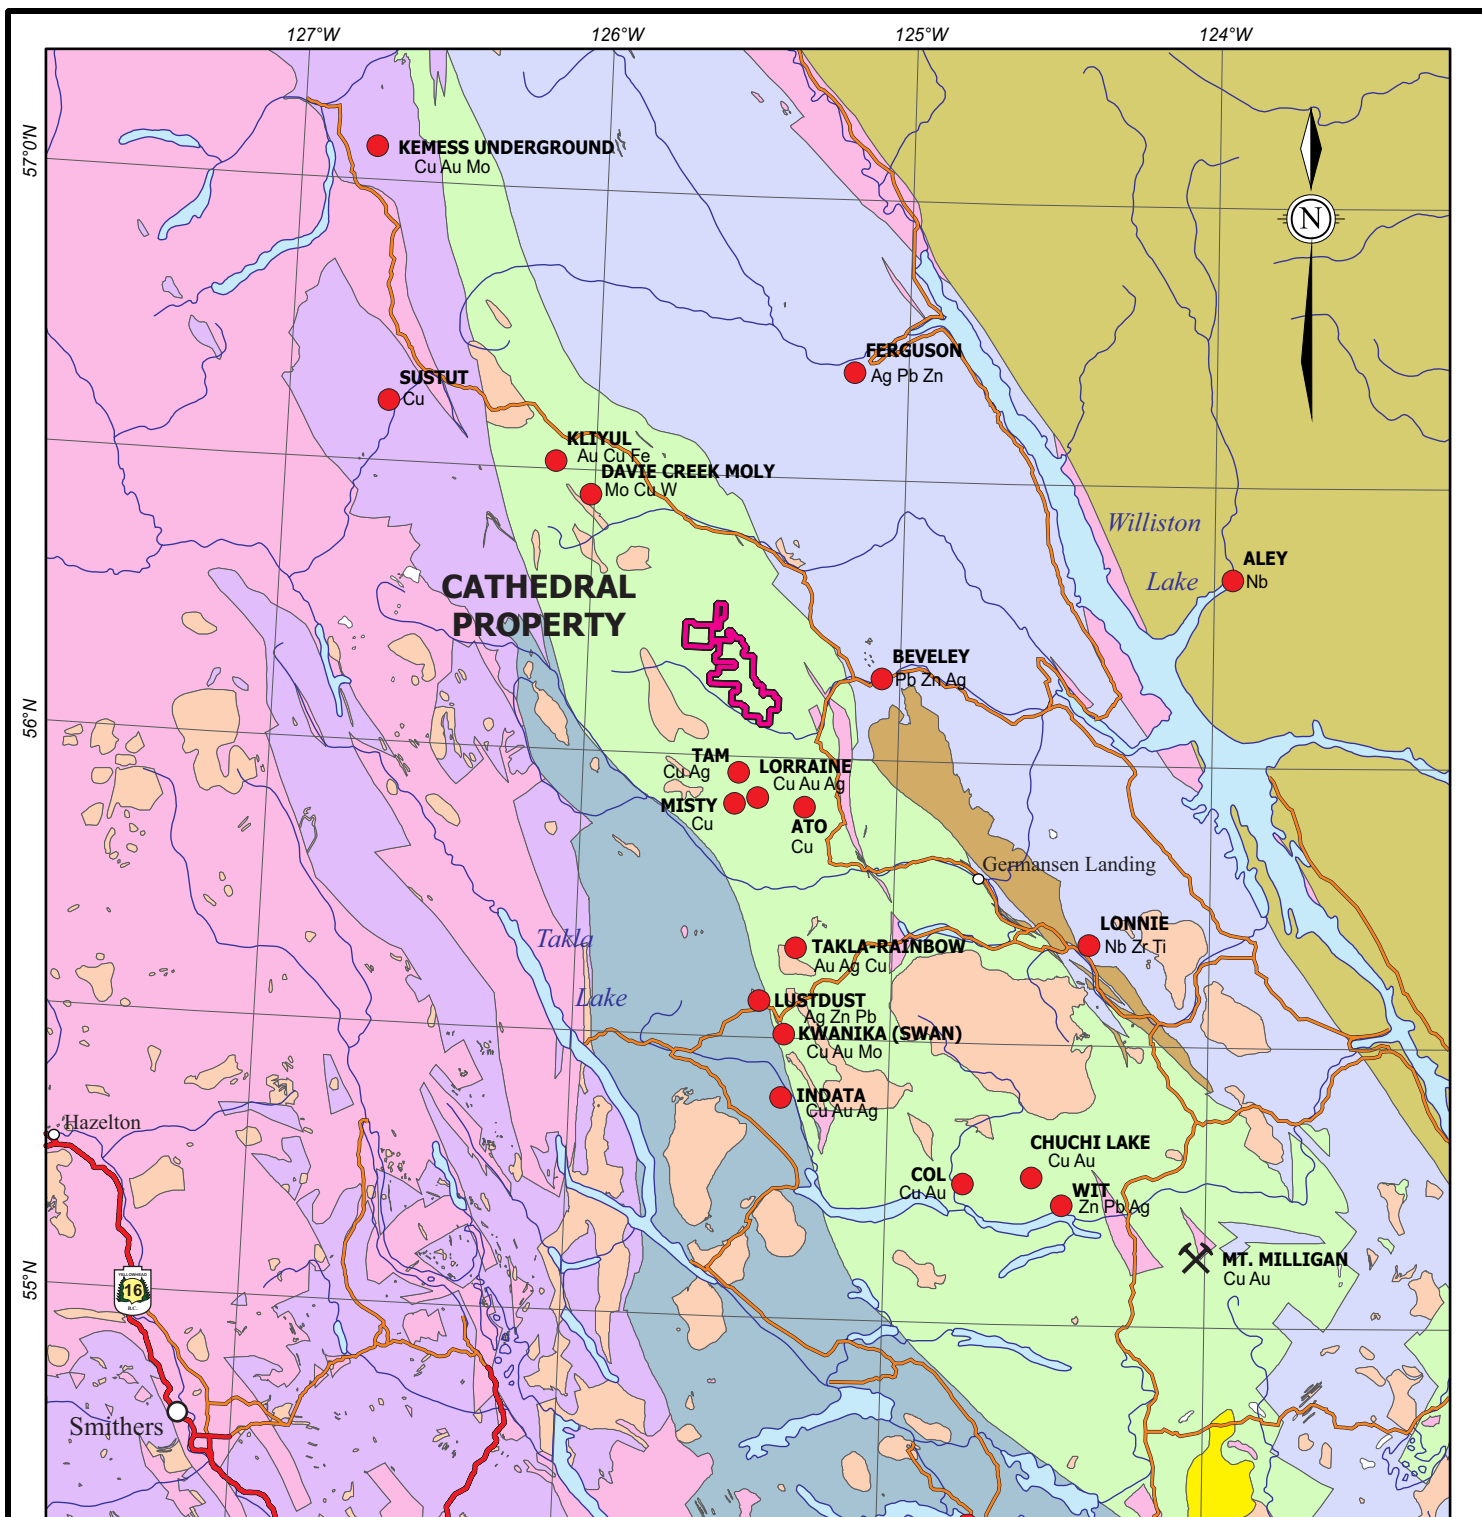 127°W
126°W
125°W
124°W
57°0'N
56°N
55°N
N
KEMESS UNDERGROUND
Cu Au Mo
FERGUSON
Ag Pb Zn
SUSTUT
Cu
KLIYUL
Au Cu Fe
DAVIE CREEK MOLY
Mo Cu W
Williston
Lake
ALEY
Nb
CATHEDRAL
PROPERTY
BEVELEY
Pb Zn Ag
TAM
Cu Ag
LORRAINE
Cu Au Ag
MISTY
Cu
ATO
Cu
Germansen Landing
LONNIE
Nb Zr Ti
Takla
Lake
TAKLA-RAINBOW
Au Ag Cu
LUSTDUST
Ag Zn Pb
KWANIKA (SWAN)
Cu Au Mo
INDATA
Cu Au Ag
Hazelton
CHUCHI LAKE
Cu Au
COL
Cu Au
WIT
Zn Pb Ag
MT. MILLIGAN
Cu Au
YELLOWHEAD
16
B.C.
Smithers